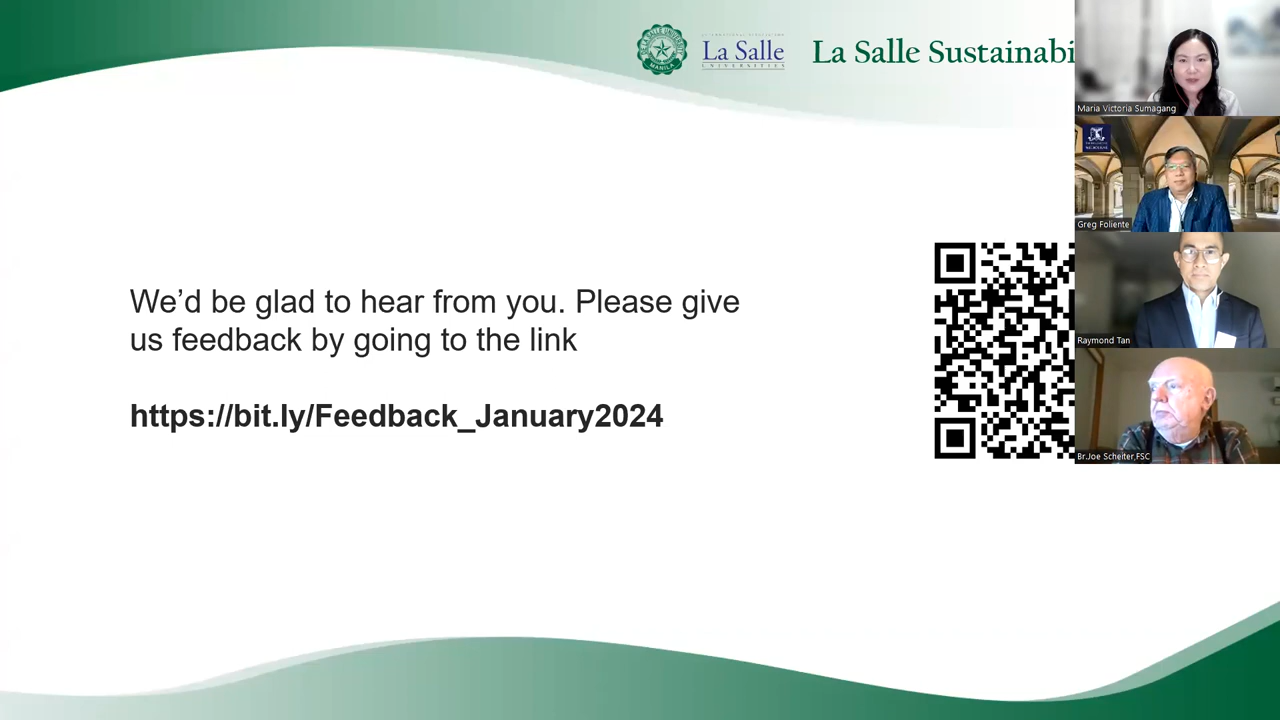 La Salle
UNIVERSITIES
La Salle Sustainabi
We’d be glad to hear from you. Please give
us feedback by going to the link
https://bit.ly/Feedback_January2024
Maria Victoria Sumagang
Greg Foliente
Raymond Tan
Br.Joe Scheiter,FSC